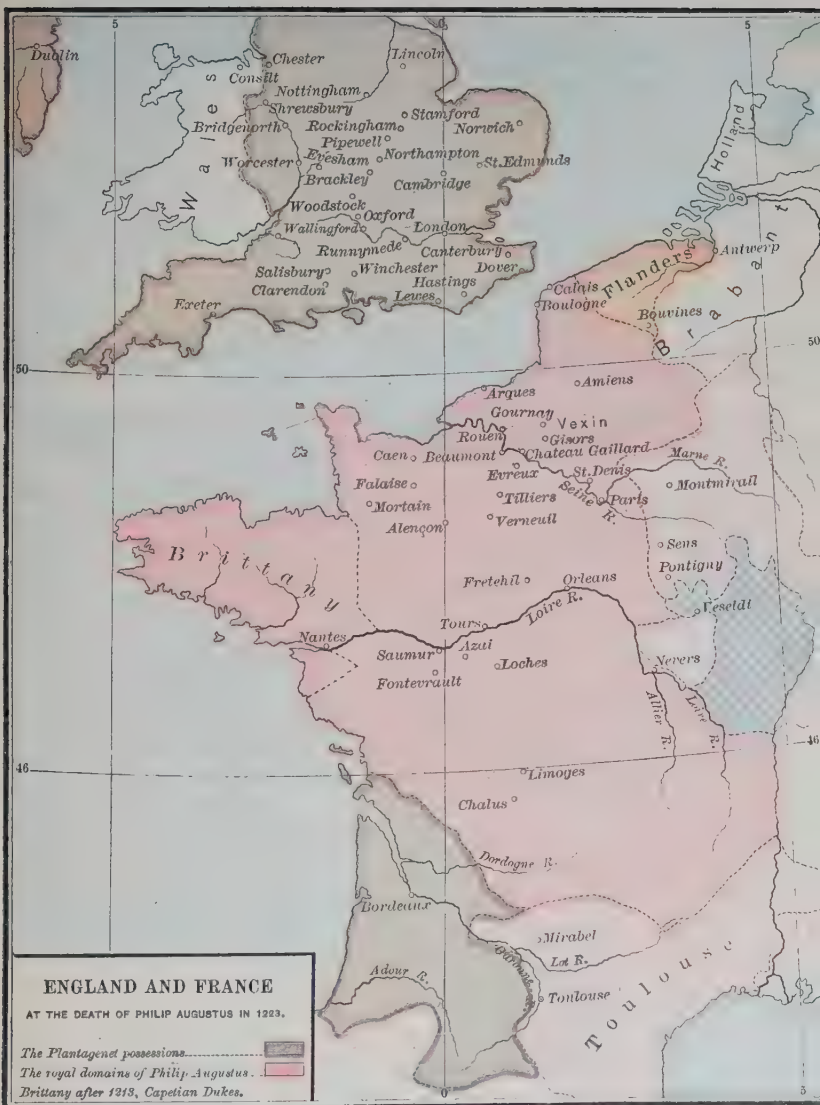 5
5
Dublin
Chester
Consilt
Lincoln
Nottingham
Shrewsbury
Stamford
Bridgenorth
Rockingham
Norwich
Pipewell
Wales
Worcester
Evesham
Northampton
St.Edmunds
Brackley
Cambridge
Holland
Woodstock
Oxford
Wallingford
London
Runnymede
Canterbury
Antwerp
Salisbury
Winchester
Dover
Flanders
Clarendon
Hastings
Calais
Exeter
Lewes
Boulogne
Bouvines
Brabant
50
50
Arques
Amiens
Gournay
Vexin
Rouen
Gisors
Caen
Beaumont
Chateau Gaillard
Marne R.
Evreux
St.Denis
Falaise
Seine R.
Montmirail
Mortain
Tilliers
Paris
Alençon
Verneuil
Brittany
Sens
Pontigny
Fretehil
Orleans
Veseldi
Loire R.
Tours
Nantes
Saumur
Azai
Loches
Nevers
Fontevrault
Allier R.
Loire R.
46
46
Limoges
Chalus
Dordogne R.
Bordeaux
Mirabel
Lot R.
Garonne R.
Adour R.
Toulouse
Toulouse
ENGLAND AND FRANCE
AT THE DEATH OF PHILIP AUGUSTUS IN 1223.
The Plantagenet possessions
The royal domains of Philip Augustus.
Brittany after 1213, Capetian Dukes.
0
0
5